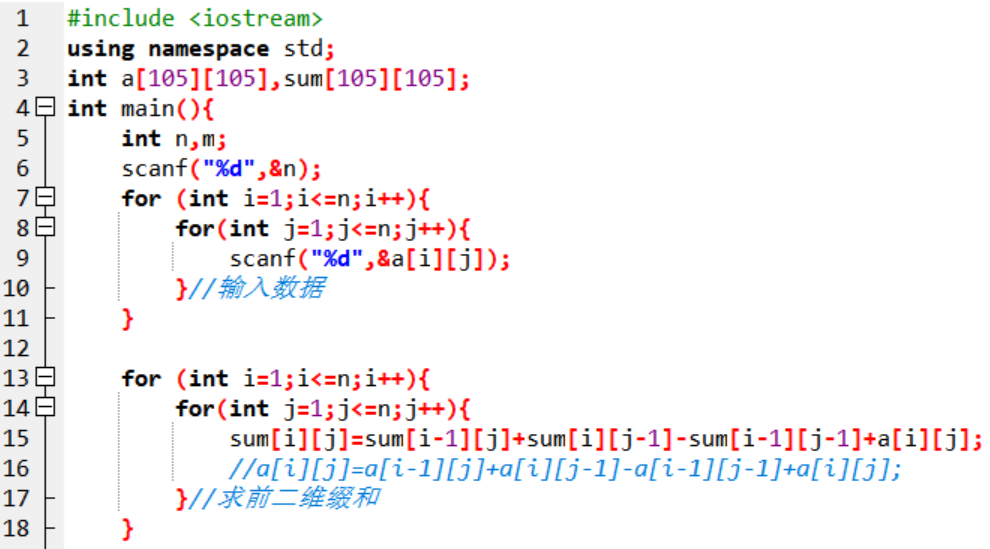 1 #include <iostream>
2 using namespace std;
3 int a[105][105],sum[105][105];
4 int main(){
5 int n,m;
6 scanf("%d",&n);
7 for (int i=1;i<=n;i++){
8 for(int j=1;j<=n;j++){
9 scanf("%d",&a[i][j]);
10 }//输入数据
11 }
12
13 for (int i=1;i<=n;i++){
14 for(int j=1;j<=n;j++){
15 sum[i][j]=sum[i-1][j]+sum[i][j-1]-sum[i-1][j-1]+a[i][j];
16 //a[i][j]=a[i-1][j]+a[i][j-1]-a[i-1][j-1]+a[i][j];
17 }//求前二维缀和
18 }